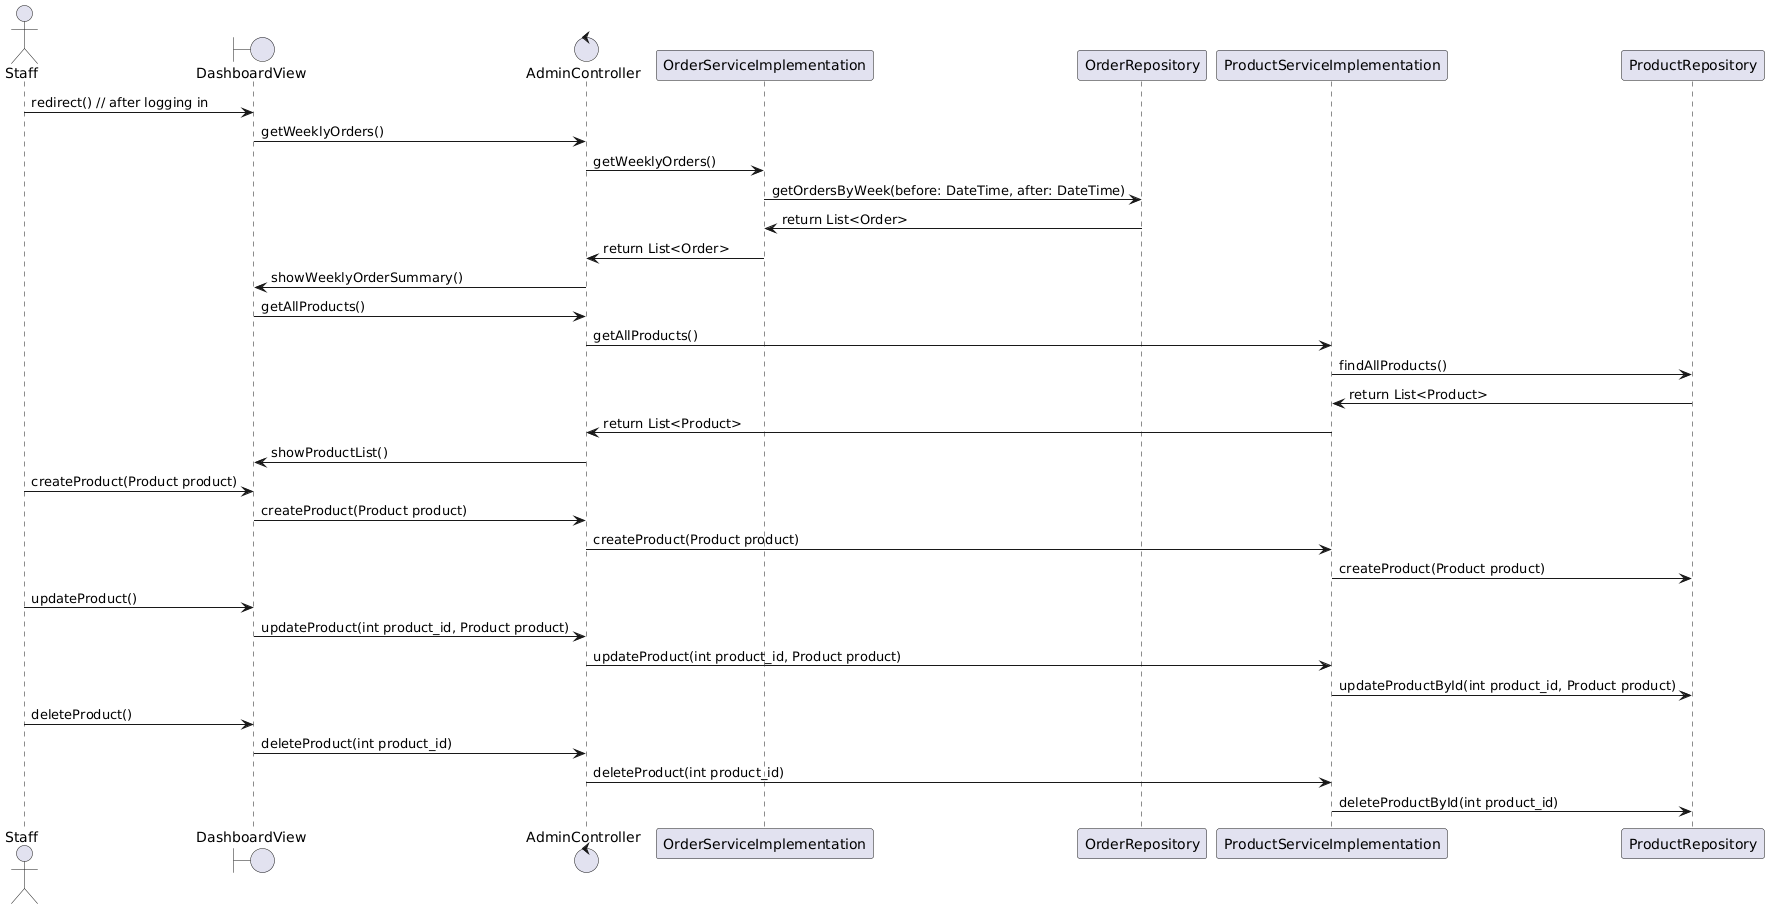 Staff
DashboardView
AdminController
OrderServiceImplementation
OrderRepository
ProductServiceImplementation
ProductRepository
redirect() // after logging in
getWeeklyOrders()
getWeeklyOrders()
getOrdersByWeek(before: DateTime, after: DateTime)
return List<Order>
return List<Order>
showWeeklyOrderSummary()
getAllProducts()
getAllProducts()
findAllProducts()
return List<Product>
return List<Product>
showProductList()
createProduct(Product product)
createProduct(Product product)
createProduct(Product product)
createProduct(Product product)
updateProduct()
updateProduct(int product_id, Product product)
updateProduct(int product_id, Product product)
updateProductById(int product_id, Product product)
deleteProduct()
deleteProduct(int product_id)
deleteProduct(int product_id)
deleteProductById(int product_id)
Staff
DashboardView
AdminController
OrderServiceImplementation
OrderRepository
ProductServiceImplementation
ProductRepository